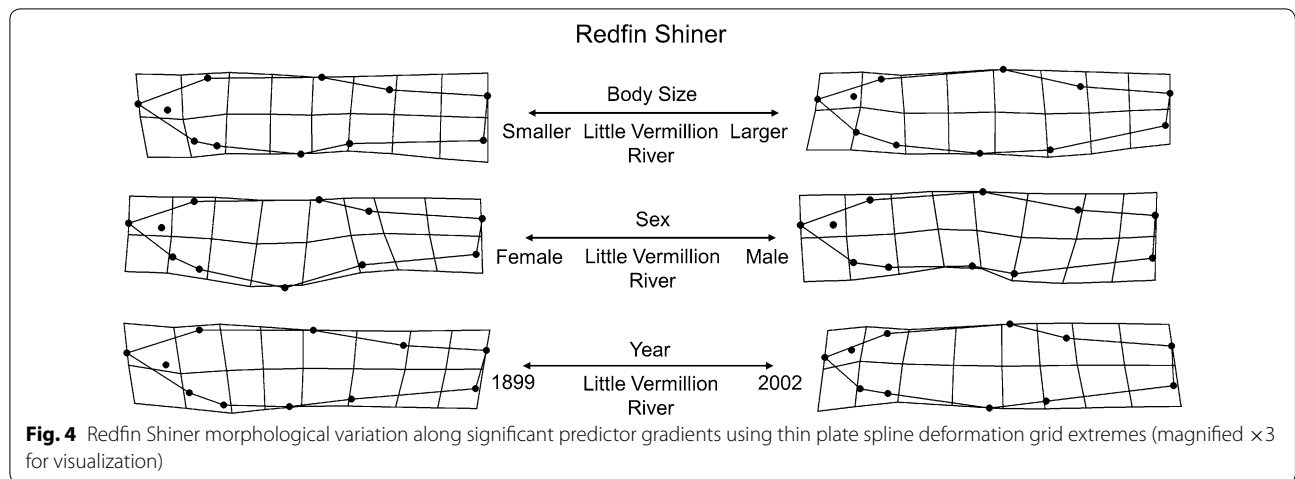 Redfin Shiner
Body Size
Smaller Little Vermillion Larger
River
Sex
Female Little Vermillion Male
River
Year
1899 Little Vermillion 2002
River
Fig. 4 Redfin Shiner morphological variation along significant predictor gradients using thin plate spline deformation grid extremes (magnified ×3
for visualization)